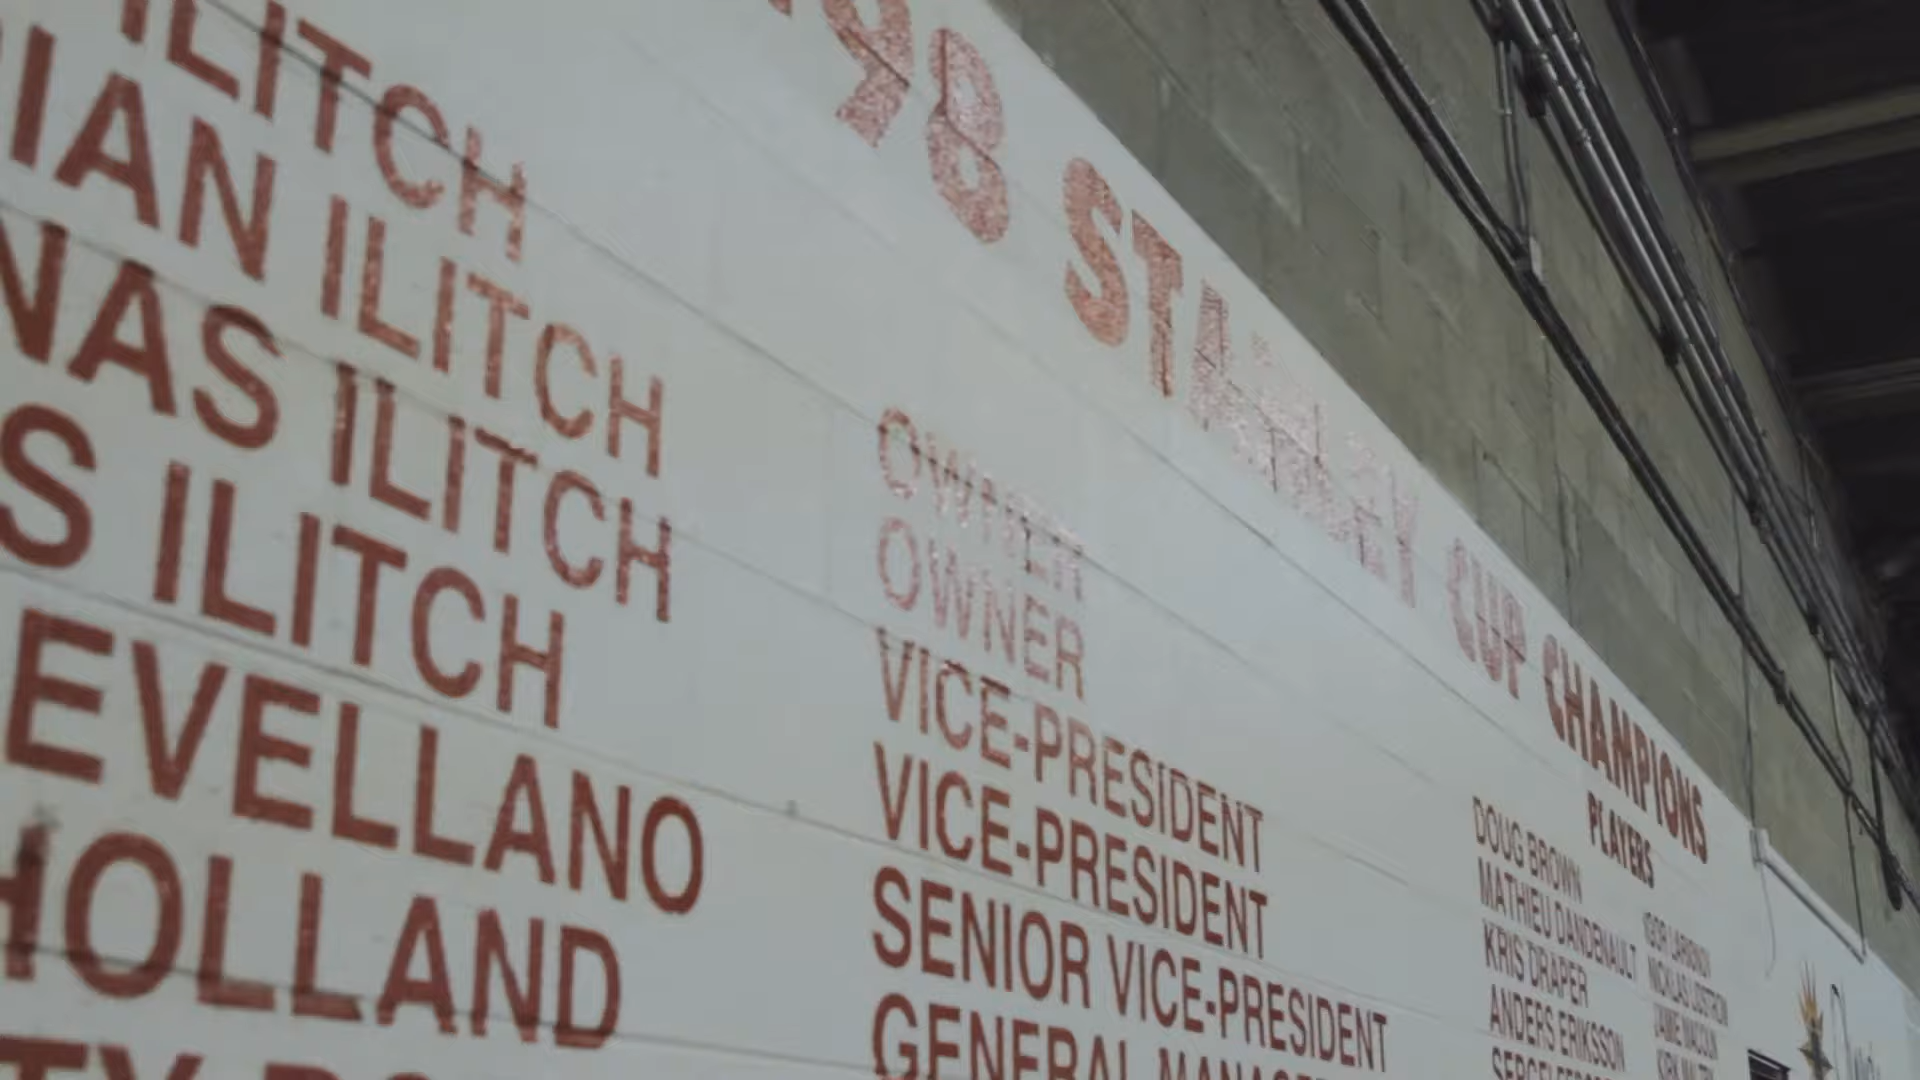 98 STANLEY CUP CHAMPIONS
ILITCH
IAN ILITCH OWNER
NAS ILITCH OWNER
S ILITCH VICE-PRESIDENT
EVELLANO VICE-PRESIDENT
HOLLAND SENIOR VICE-PRESIDENT
GENERAL
PLAYERS
DOUG BROWN
MATHIEU DANDENAULT
KRIS DRAPER
ANDERS ERIKSSON
IGOR LARIONOV
NICKLAS LIDSTROM
JAMIE MACOUN